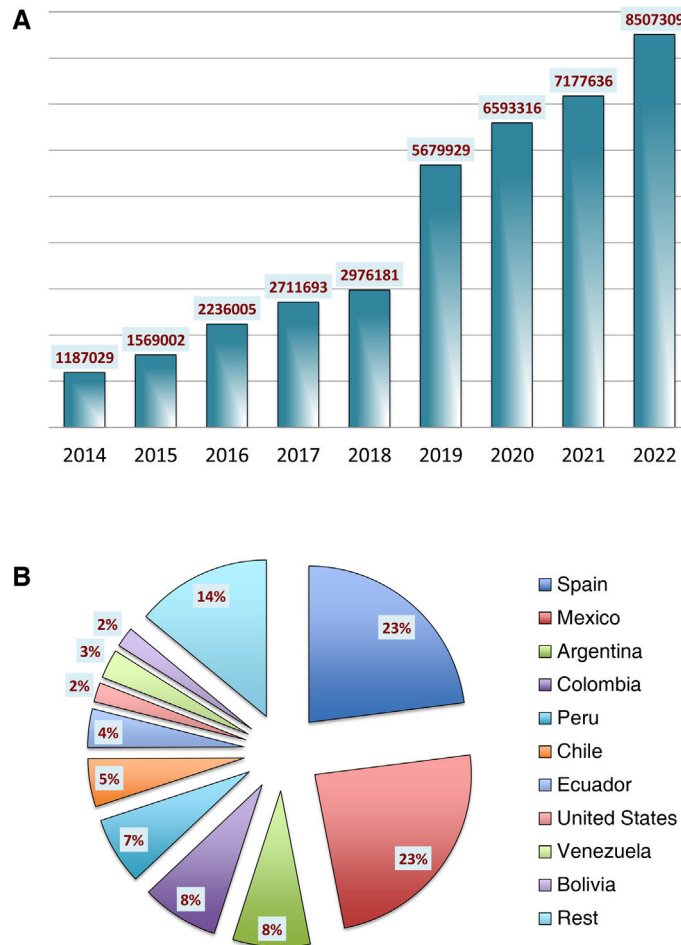 A
8507309
7177636
6593316
5679929
2976181
2711693
2236005
1569002
1187029
2014 2015 2016 2017 2018 2019 2020 2021 2022
B
14%
23%
2%
3%
2%
4%
5%
7%
8%
8%
23%
Spain
Mexico
Argentina
Colombia
Peru
Chile
Ecuador
United States
Venezuela
Bolivia
Rest